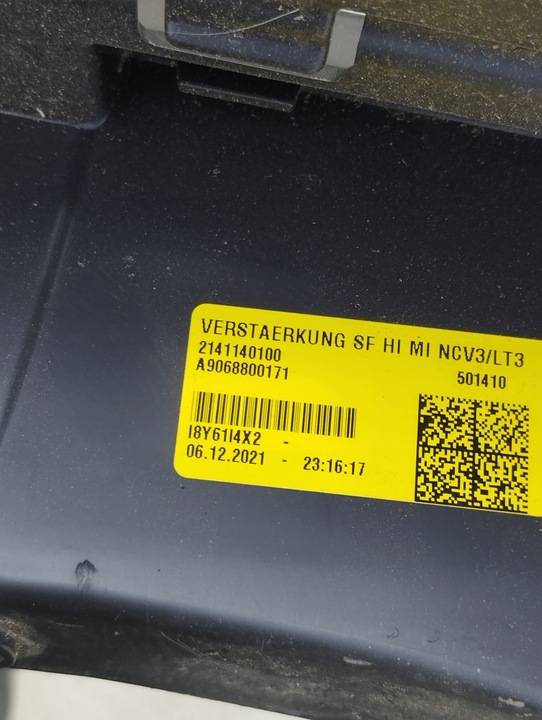 VERSTAERKUNG SF HI MI NCV3/LT3
2141140100
A9068800171
501410
I8Y61I4X2 -
06.12.2021 - 23:16:17